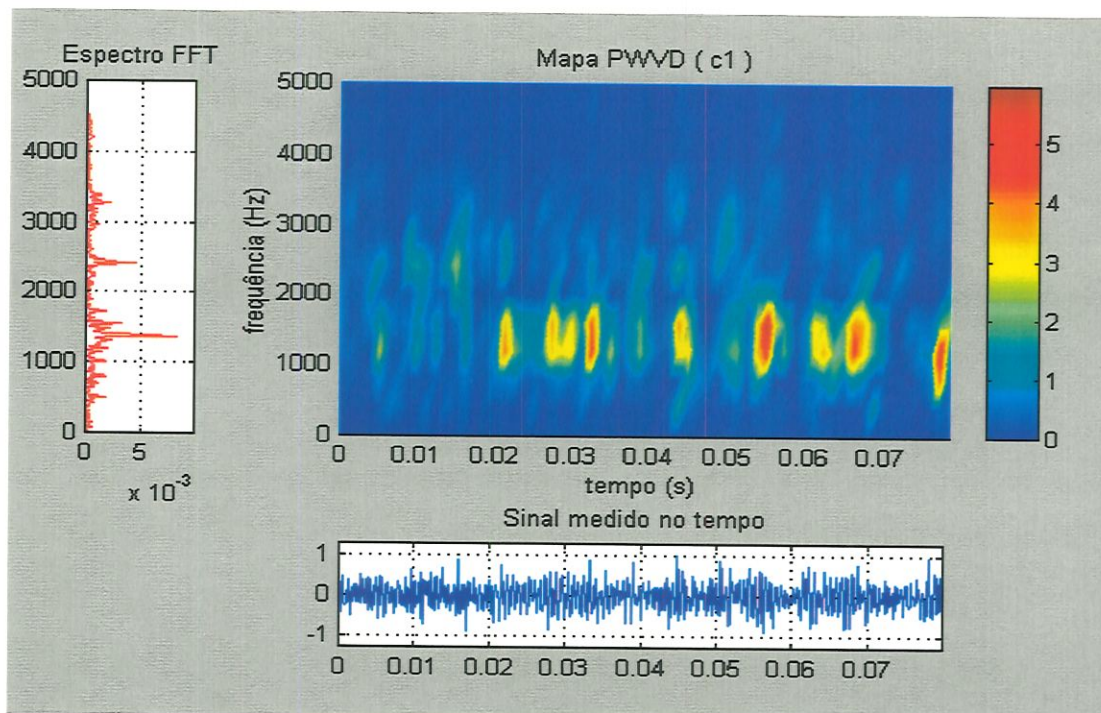 Espectro FFT
5000
4000
3000
2000
1000
0
0 5
x 10-3
Mapa PWVD ( c1 )
frequência (Hz)
5000
4000
3000
2000
1000
0
0 0.01 0.02 0.03 0.04 0.05 0.06 0.07
tempo (s)
5
4
3
2
1
0
Sinal medido no tempo
1
0
-1
0 0.01 0.02 0.03 0.04 0.05 0.06 0.07